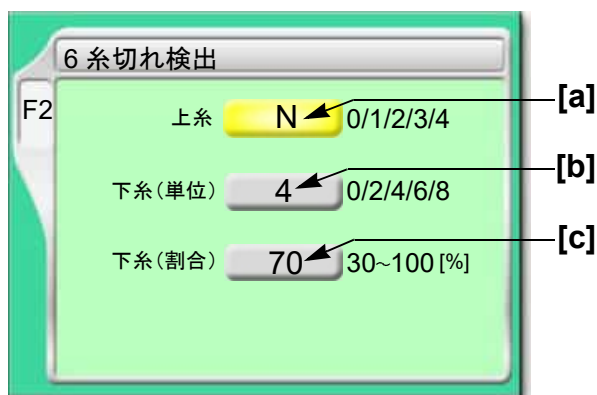 6 糸切れ検出
F2
上糸 N 0/1/2/3/4 [a]
下糸(単位) 4 0/2/4/6/8 [b]
下糸(割合) 70 30~100 [%] [c]